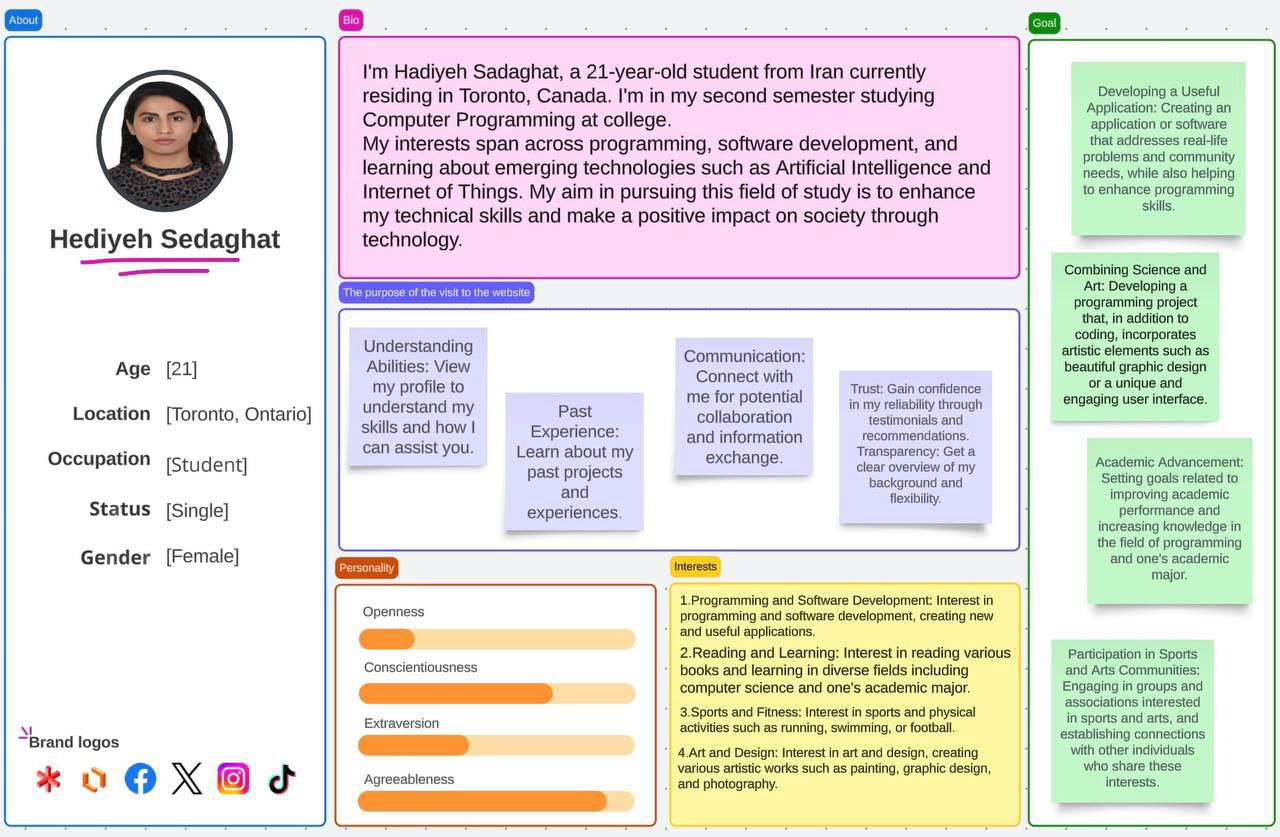 About
Hediyeh Sedaghat
Age [21]
Location [Toronto, Ontario]
Occupation [Student]
Status [Single]
Gender [Female]
Brand logos
Bio
I'm Hadiyeh Sadaghat, a 21-year-old student from Iran currently
residing in Toronto, Canada. I'm in my second semester studying
Computer Programming at college.
My interests span across programming, software development, and
learning about emerging technologies such as Artificial Intelligence and
Internet of Things. My aim in pursuing this field of study is to enhance
my technical skills and make a positive impact on society through
technology.
The purpose of the visit to the website
Understanding
Abilities: View
my profile to
understand my
skills and how I
can assist you.
Past
Experience:
Learn about my
past projects
and
experiences.
Communication:
Connect with
me for potential
collaboration
and information
exchange.
Trust: Gain confidence
in my reliability through
testimonials and
recommendations.
Transparency: Get a
clear overview of my
background and
flexibility.
Personality
Openness
Conscientiousness
Extraversion
Agreeableness
Interests
1.Programming and Software Development: Interest in
programming and software development, creating new
and useful applications.
2.Reading and Learning: Interest in reading various
books and learning in diverse fields including
computer science and one's academic major.
3.Sports and Fitness: Interest in sports and physical
activities such as running, swimming, or football.
4.Art and Design: Interest in art and design, creating
various artistic works such as painting, graphic design,
and photography.
Goal
Developing a Useful
Application: Creating an
application or software
that addresses real-life
problems and community
needs, while also helping
to enhance programming
skills.
Combining Science and
Art: Developing a
programming project
that, in addition to
coding, incorporates
artistic elements such as
beautiful graphic design
or a unique and
engaging user interface.
Academic Advancement:
Setting goals related to
improving academic
performance and
increasing knowledge in
the field of programming
and one's academic
major.
Participation in Sports
and Arts Communities:
Engaging in groups and
associations interested
in sports and arts, and
establishing connections
with other individuals
who share these
interests.